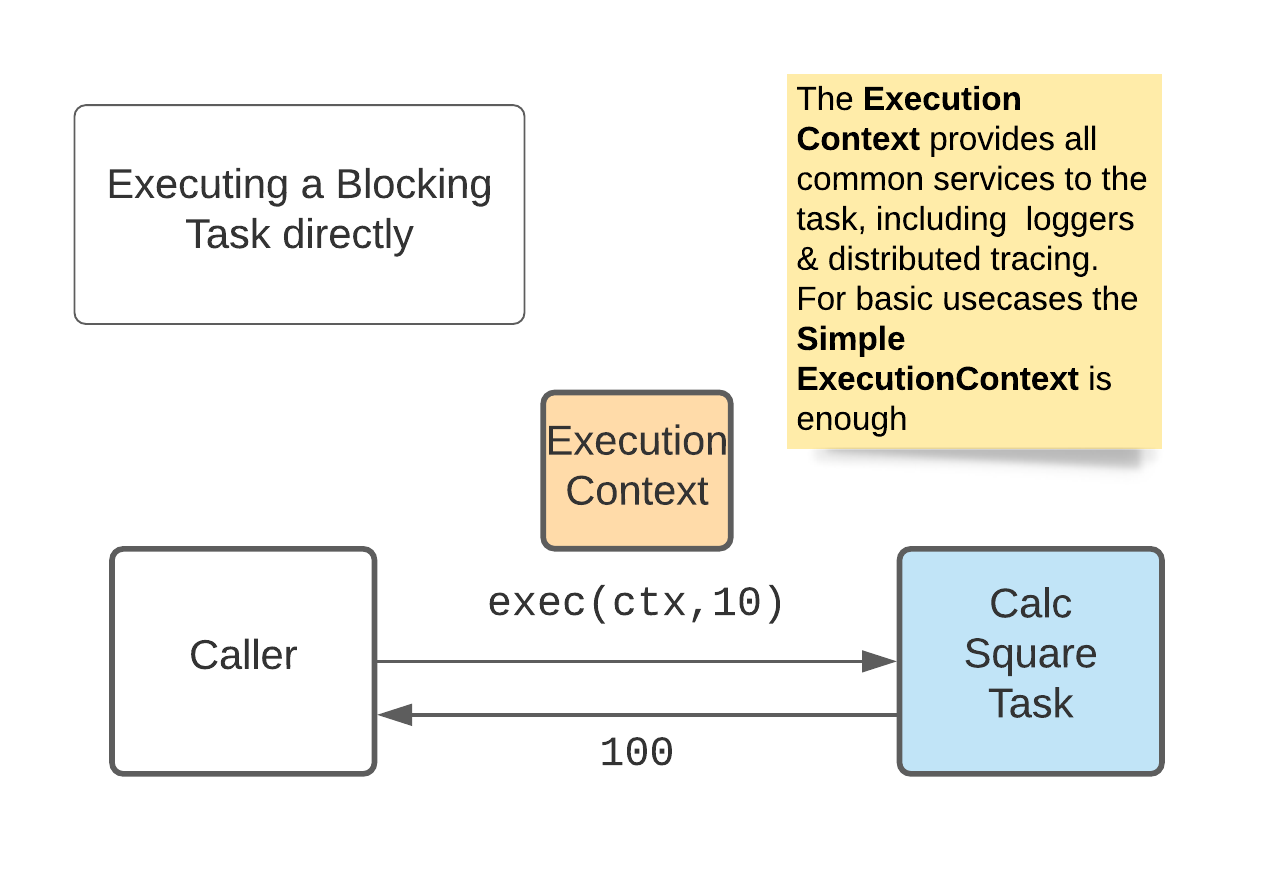 Executing a Blocking
Task directly
The Execution
Context provides all
common services to the
task, including  loggers
& distributed tracing.
For basic usecases the
Simple
ExecutionContext is
enough
Execution
Context
exec(ctx,10)
Caller
Calc
Square
Task
100